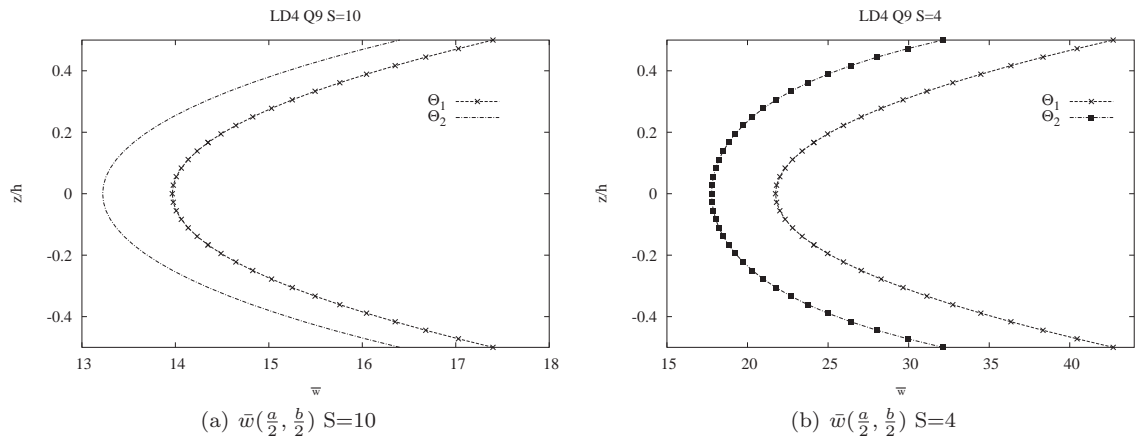 LD4 Q9 S=10
0.4
0.2
0
-0.2
-0.4
z/h
Θ₁
Θ₂
13 14 15 16 17 18
w̄
(a) w̄(a/2, b/2) S=10
LD4 Q9 S=4
0.4
0.2
0
-0.2
-0.4
z/h
Θ₁
Θ₂
15 20 25 30 35 40
w̄
(b) w̄(a/2, b/2) S=4